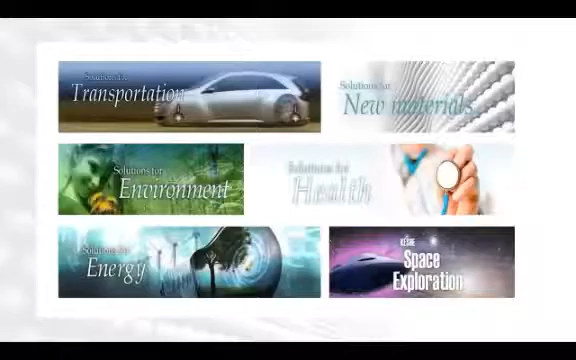 Solutions for
Transportation
Solutions for
New materials
Solutions for
Environment
Solutions for
Health
Solutions for
Energy
KESHE
Space
Exploration